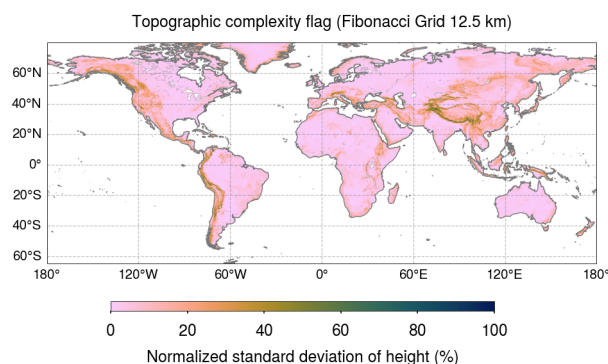 Topographic complexity flag (Fibonacci Grid 12.5 km)
60°N
40°N
20°N
0°
20°S
40°S
60°S
180° 120°W 60°W 0° 60°E 120°E 180°
0 20 40 60 80 100
Normalized standard deviation of height (%)